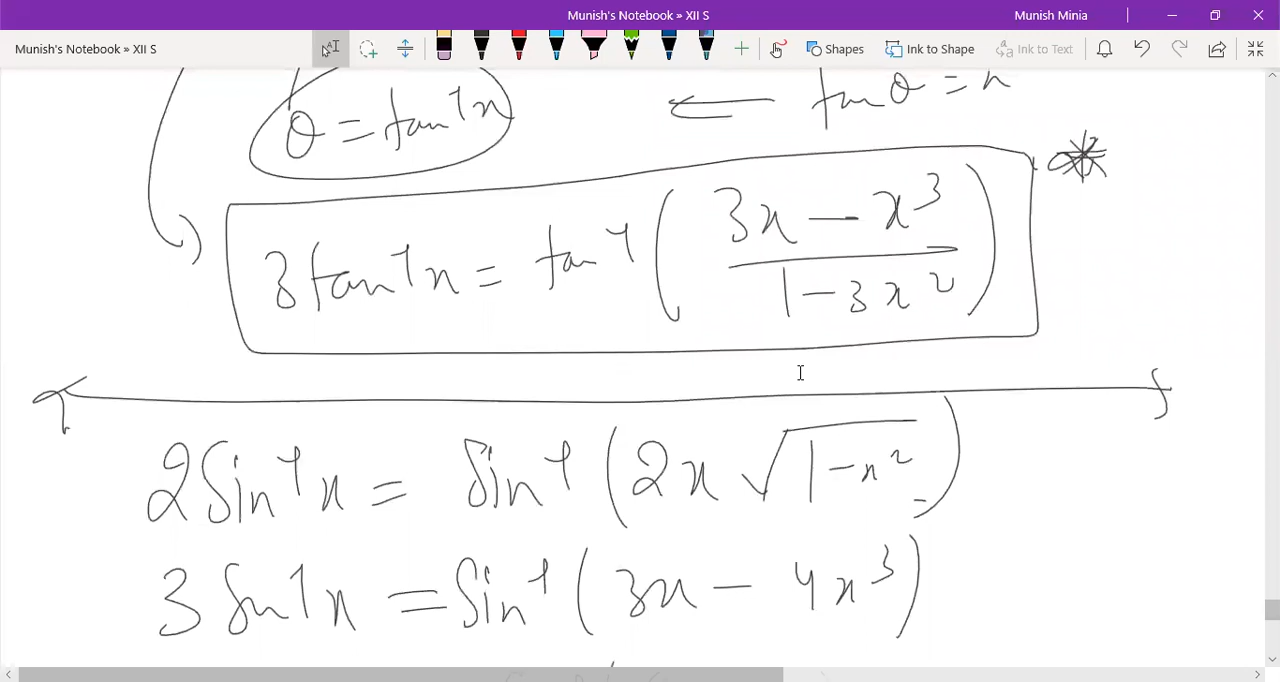 Munish's Notebook » XII S
Munish Minia
Munish's Notebook » XII S
Shapes
Ink to Shape
Ink to Text
θ = tan⁻¹x
tanθ = x
3tan⁻¹x = tan⁻¹((3x - x³)/(1 - 3x²))
2Sin⁻¹x = Sin⁻¹(2x√(1-x²))
3Sin⁻¹x = Sin⁻¹(3x - 4x³)